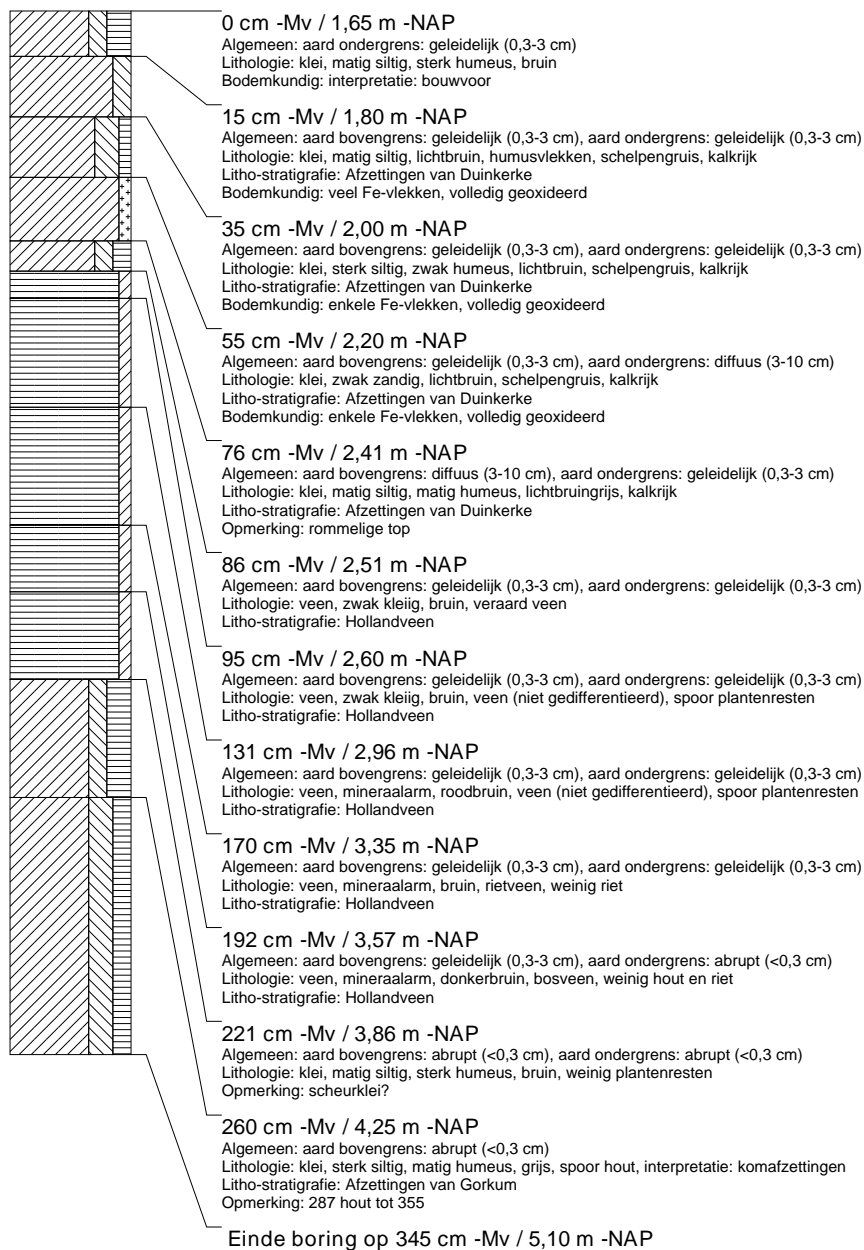 0 cm -Mv / 1,65 m -NAP
Algemeen: aard ondergrens: geleidelijk (0,3-3 cm)
Lithologie: klei, matig siltig, sterk humeus, bruin
Bodemkundig: interpretatie: bouwvoor
15 cm -Mv / 1,80 m -NAP
Algemeen: aard bovengrens: geleidelijk (0,3-3 cm), aard ondergrens: geleidelijk (0,3-3 cm)
Lithologie: klei, matig siltig, lichtbruin, humusvlekken, schelpengruis, kalkrijk
Litho-stratigrafie: Afzettingen van Duinkerke
Bodemkundig: veel Fe-vlekken, volledig geoxideerd
35 cm -Mv / 2,00 m -NAP
Algemeen: aard bovengrens: geleidelijk (0,3-3 cm), aard ondergrens: geleidelijk (0,3-3 cm)
Lithologie: klei, sterk siltig, zwak humeus, lichtbruin, schelpengruis, kalkrijk
Litho-stratigrafie: Afzettingen van Duinkerke
Bodemkundig: enkele Fe-vlekken, volledig geoxideerd
55 cm -Mv / 2,20 m -NAP
Algemeen: aard bovengrens: geleidelijk (0,3-3 cm), aard ondergrens: diffuus (3-10 cm)
Lithologie: klei, zwak zandig, lichtbruin, schelpengruis, kalkrijk
Litho-stratigrafie: Afzettingen van Duinkerke
Bodemkundig: enkele Fe-vlekken, volledig geoxideerd
76 cm -Mv / 2,41 m -NAP
Algemeen: aard bovengrens: diffuus (3-10 cm), aard ondergrens: geleidelijk (0,3-3 cm)
Lithologie: klei, matig siltig, matig humeus, lichtbruingrijs, kalkrijk
Litho-stratigrafie: Afzettingen van Duinkerke
Opmerking: rommelige top
86 cm -Mv / 2,51 m -NAP
Algemeen: aard bovengrens: geleidelijk (0,3-3 cm), aard ondergrens: geleidelijk (0,3-3 cm)
Lithologie: veen, zwak kleiig, bruin, veraard veen
Litho-stratigrafie: Hollandveen
95 cm -Mv / 2,60 m -NAP
Algemeen: aard bovengrens: geleidelijk (0,3-3 cm), aard ondergrens: geleidelijk (0,3-3 cm)
Lithologie: veen, zwak kleiig, bruin, veen (niet gedifferentieerd), spoor plantenresten
Litho-stratigrafie: Hollandveen
131 cm -Mv / 2,96 m -NAP
Algemeen: aard bovengrens: geleidelijk (0,3-3 cm), aard ondergrens: geleidelijk (0,3-3 cm)
Lithologie: veen, mineraalarm, roodbruin, veen (niet gedifferentieerd), spoor plantenresten
Litho-stratigrafie: Hollandveen
170 cm -Mv / 3,35 m -NAP
Algemeen: aard bovengrens: geleidelijk (0,3-3 cm), aard ondergrens: geleidelijk (0,3-3 cm)
Lithologie: veen, mineraalarm, bruin, rietveen, weinig riet
Litho-stratigrafie: Hollandveen
192 cm -Mv / 3,57 m -NAP
Algemeen: aard bovengrens: geleidelijk (0,3-3 cm), aard ondergrens: abrupt (<0,3 cm)
Lithologie: veen, mineraalarm, donkerbruin, bosveen, weinig hout en riet
Litho-stratigrafie: Hollandveen
221 cm -Mv / 3,86 m -NAP
Algemeen: aard bovengrens: abrupt (<0,3 cm), aard ondergrens: abrupt (<0,3 cm)
Lithologie: klei, matig siltig, sterk humeus, bruin, weinig plantenresten
Opmerking: scheurklei?
260 cm -Mv / 4,25 m -NAP
Algemeen: aard bovengrens: abrupt (<0,3 cm)
Lithologie: klei, sterk siltig, matig humeus, grijs, spoor hout, interpretatie: komafzettingen
Litho-stratigrafie: Afzettingen van Gorkum
Opmerking: 287 hout tot 355
Einde boring op 345 cm -Mv / 5,10 m -NAP